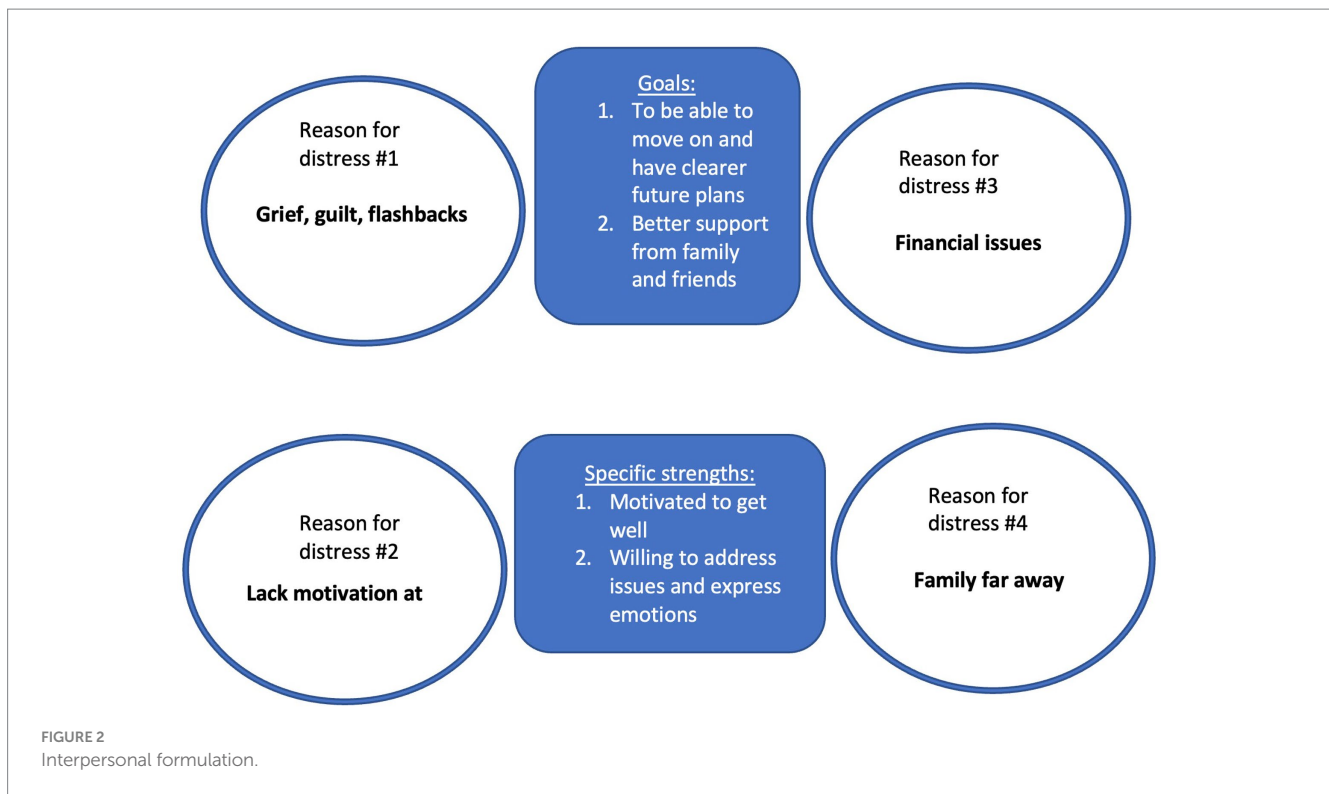 Reason for
distress #1
Grief, guilt, flashbacks
Goals:
1. To be able to
move on and
have clearer
future plans
2. Better support
from family
and friends
Reason for
distress #3
Financial issues
Reason for
distress #2
Lack motivation at
Specific strengths:
1. Motivated to get
well
2. Willing to address
issues and express
emotions
Reason for
distress #4
Family far away
FIGURE 2
Interpersonal formulation.